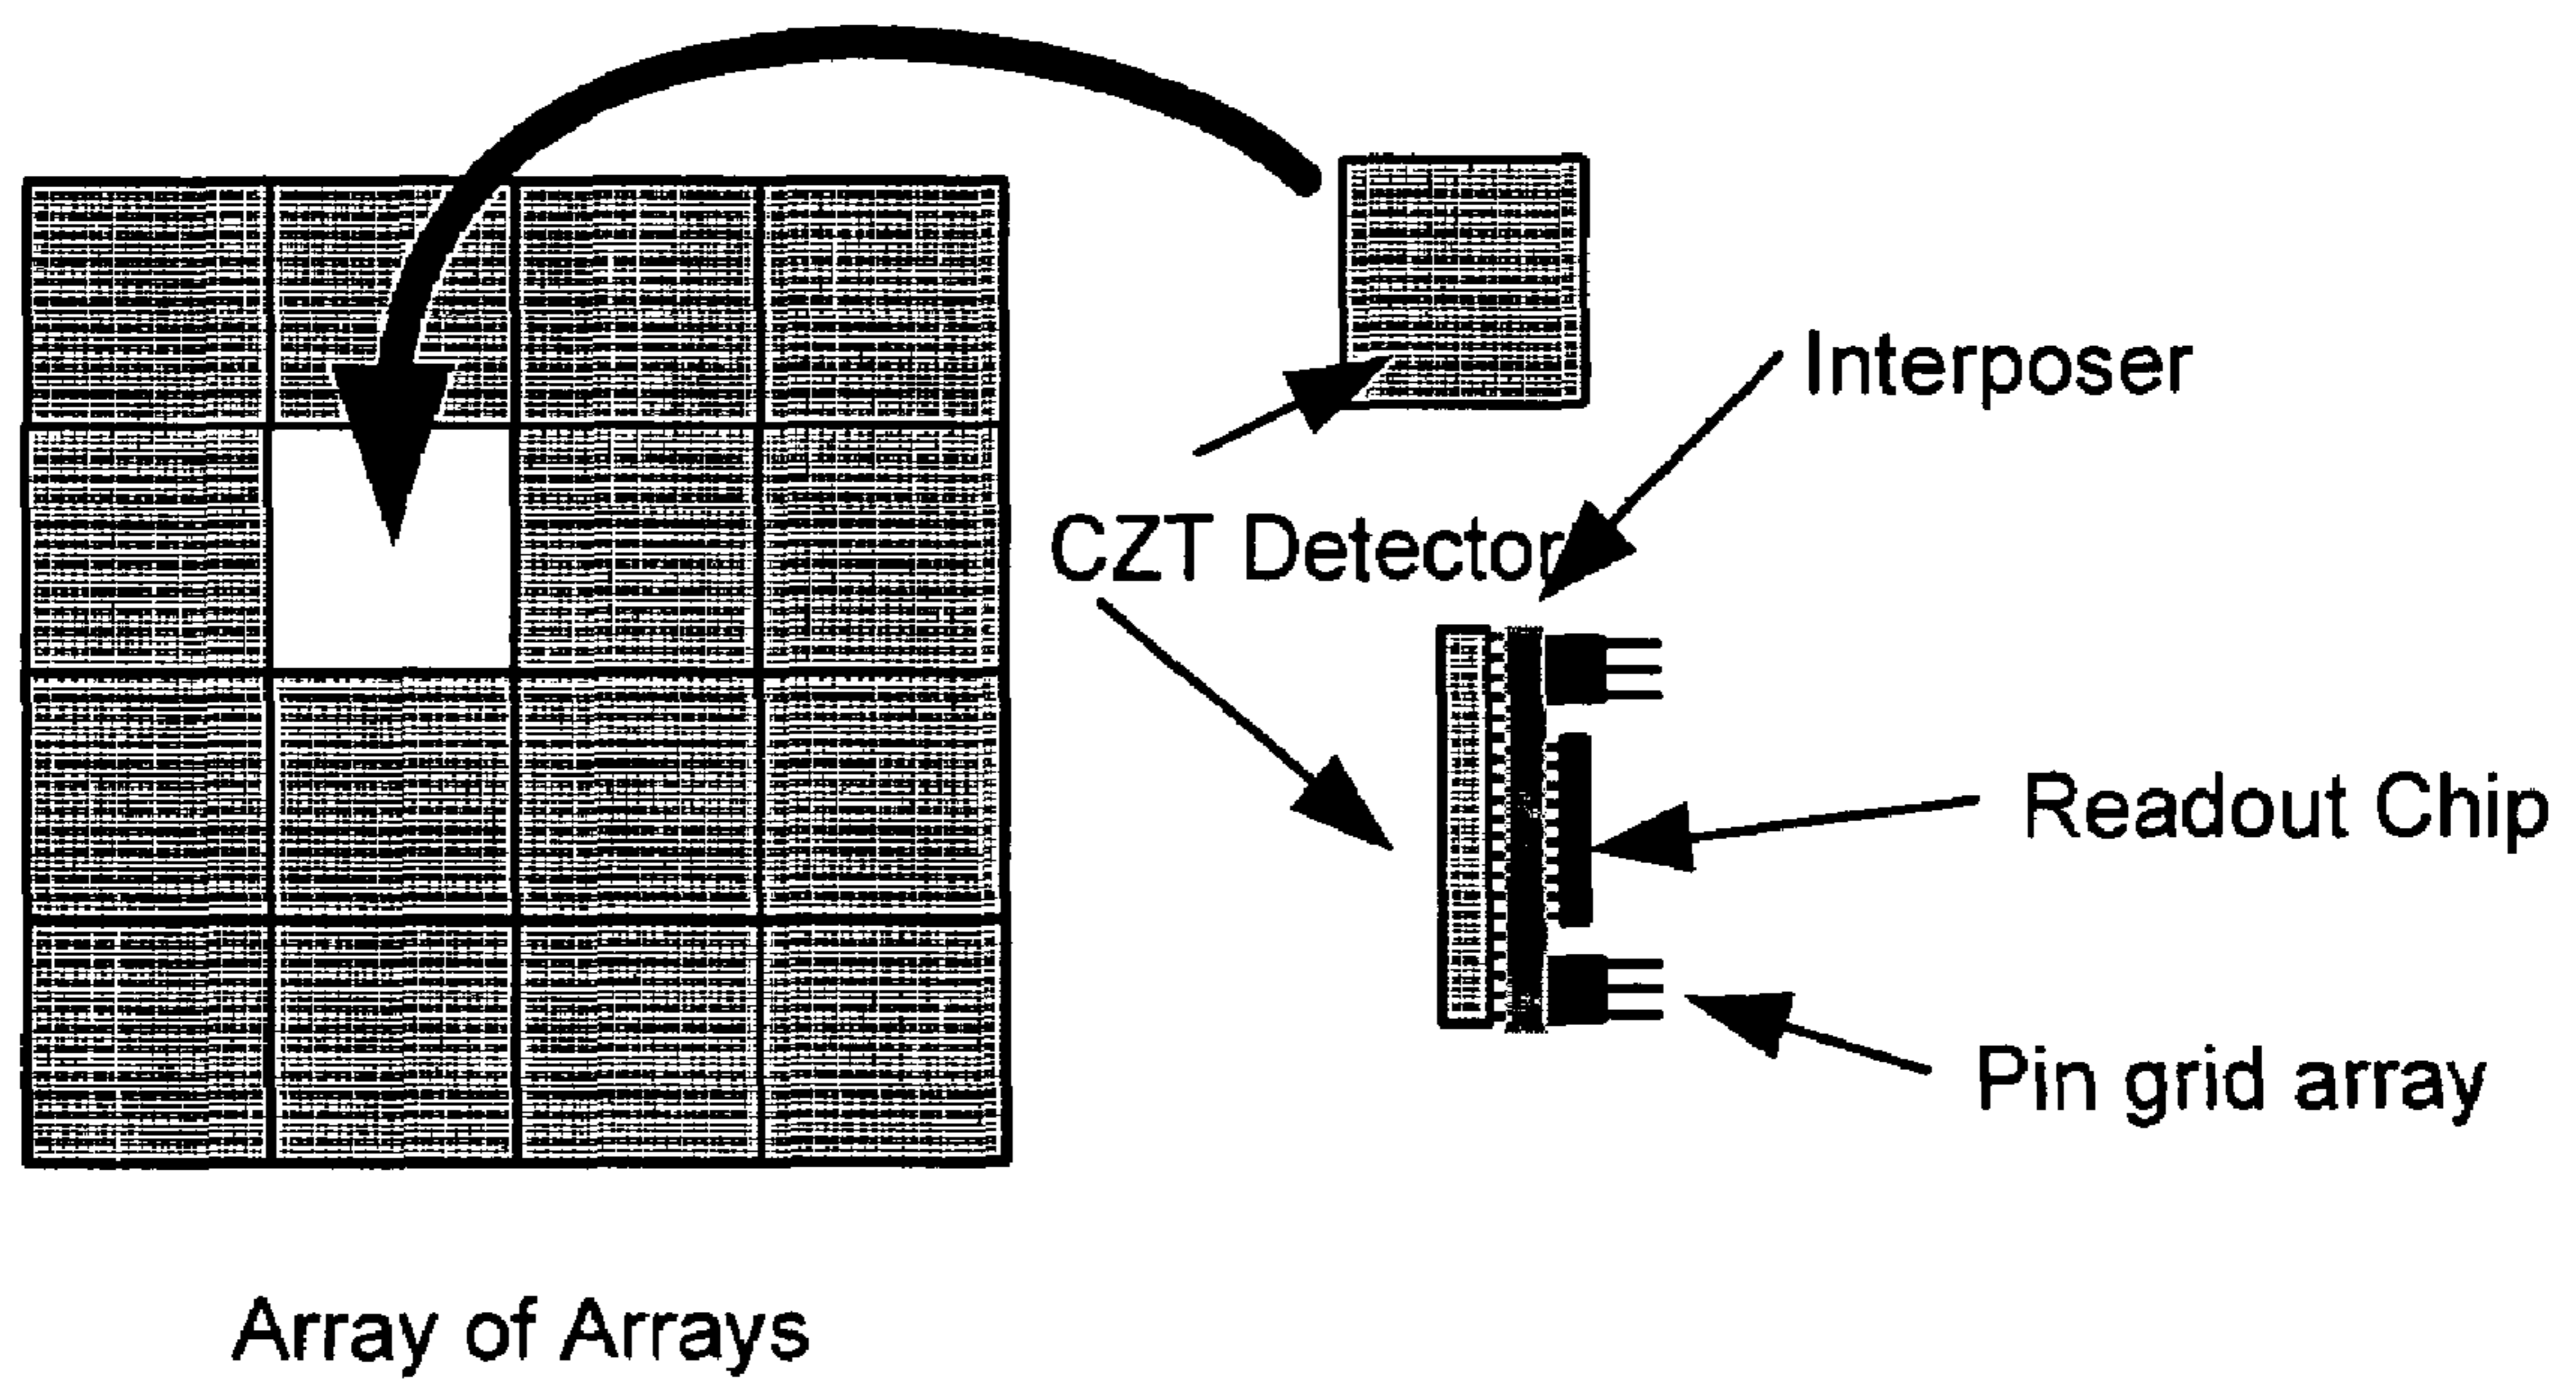 Interposer
CZT Detector
Readout Chip
Pin grid array
Array of Arrays